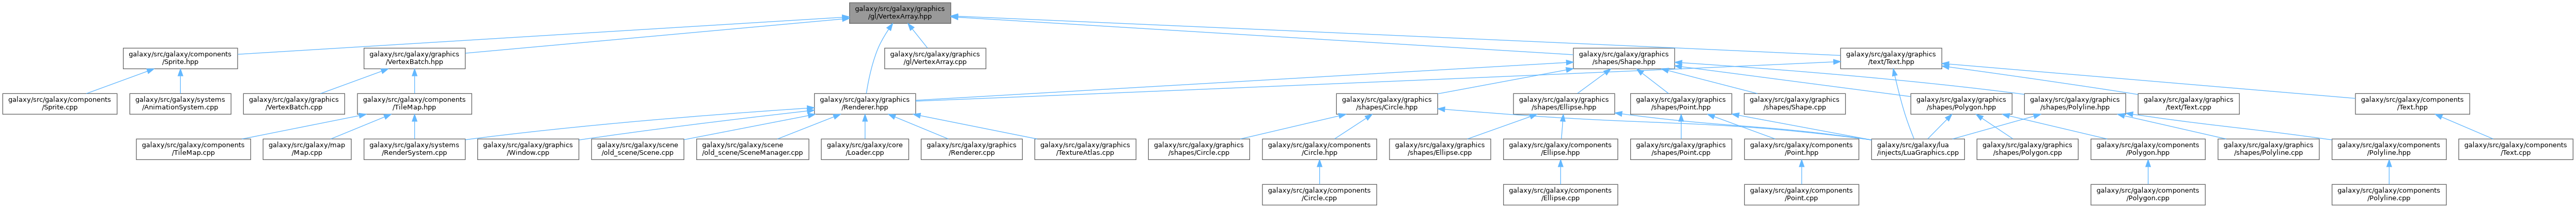 galaxy/src/galaxy/graphics
/gl/VertexArray.hpp
galaxy/src/galaxy/components
/Sprite.hpp
galaxy/src/galaxy/graphics
/VertexBatch.hpp
galaxy/src/galaxy/graphics
/gl/VertexArray.cpp
galaxy/src/galaxy/graphics
/shapes/Shape.hpp
galaxy/src/galaxy/graphics
/text/Text.hpp
galaxy/src/galaxy/components
/Sprite.cpp
galaxy/src/galaxy/systems
/AnimationSystem.cpp
galaxy/src/galaxy/graphics
/VertexBatch.cpp
galaxy/src/galaxy/components
/TileMap.hpp
galaxy/src/galaxy/graphics
/Renderer.hpp
galaxy/src/galaxy/graphics
/shapes/Circle.hpp
galaxy/src/galaxy/graphics
/shapes/Ellipse.hpp
galaxy/src/galaxy/graphics
/shapes/Point.hpp
galaxy/src/galaxy/graphics
/shapes/Shape.cpp
galaxy/src/galaxy/graphics
/shapes/Polygon.hpp
galaxy/src/galaxy/graphics
/shapes/Polyline.hpp
galaxy/src/galaxy/graphics
/text/Text.cpp
galaxy/src/galaxy/components
/Text.hpp
galaxy/src/galaxy/components
/TileMap.cpp
galaxy/src/galaxy/map
/Map.cpp
galaxy/src/galaxy/systems
/RenderSystem.cpp
galaxy/src/galaxy/graphics
/Window.cpp
galaxy/src/galaxy/scene
/old_scene/Scene.cpp
galaxy/src/galaxy/scene
/old_scene/SceneManager.cpp
galaxy/src/galaxy/core
/Loader.cpp
galaxy/src/galaxy/graphics
/Renderer.cpp
galaxy/src/galaxy/graphics
/TextureAtlas.cpp
galaxy/src/galaxy/graphics
/shapes/Circle.cpp
galaxy/src/galaxy/components
/Circle.hpp
galaxy/src/galaxy/graphics
/shapes/Ellipse.cpp
galaxy/src/galaxy/components
/Ellipse.hpp
galaxy/src/galaxy/graphics
/shapes/Point.cpp
galaxy/src/galaxy/components
/Point.hpp
galaxy/src/galaxy/lua
/injects/LuaGraphics.cpp
galaxy/src/galaxy/graphics
/shapes/Polygon.cpp
galaxy/src/galaxy/components
/Polygon.hpp
galaxy/src/galaxy/graphics
/shapes/Polyline.cpp
galaxy/src/galaxy/components
/Polyline.hpp
galaxy/src/galaxy/components
/Text.cpp
galaxy/src/galaxy/components
/Circle.cpp
galaxy/src/galaxy/components
/Ellipse.cpp
galaxy/src/galaxy/components
/Point.cpp
galaxy/src/galaxy/components
/Polygon.cpp
galaxy/src/galaxy/components
/Polyline.cpp